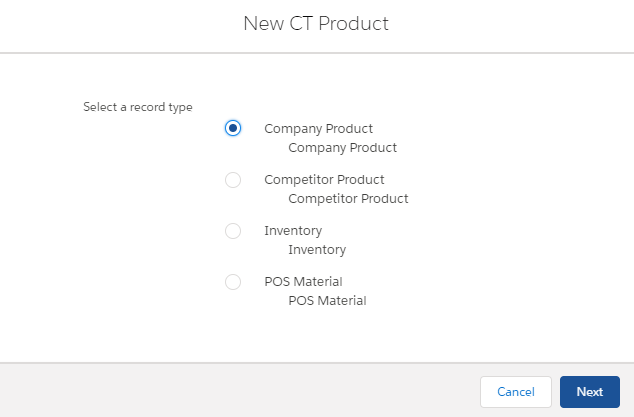 New CT Product
Select a record type
Company Product
Company Product
Competitor Product
Competitor Product
Inventory
Inventory
POS Material
POS Material
Cancel
Next